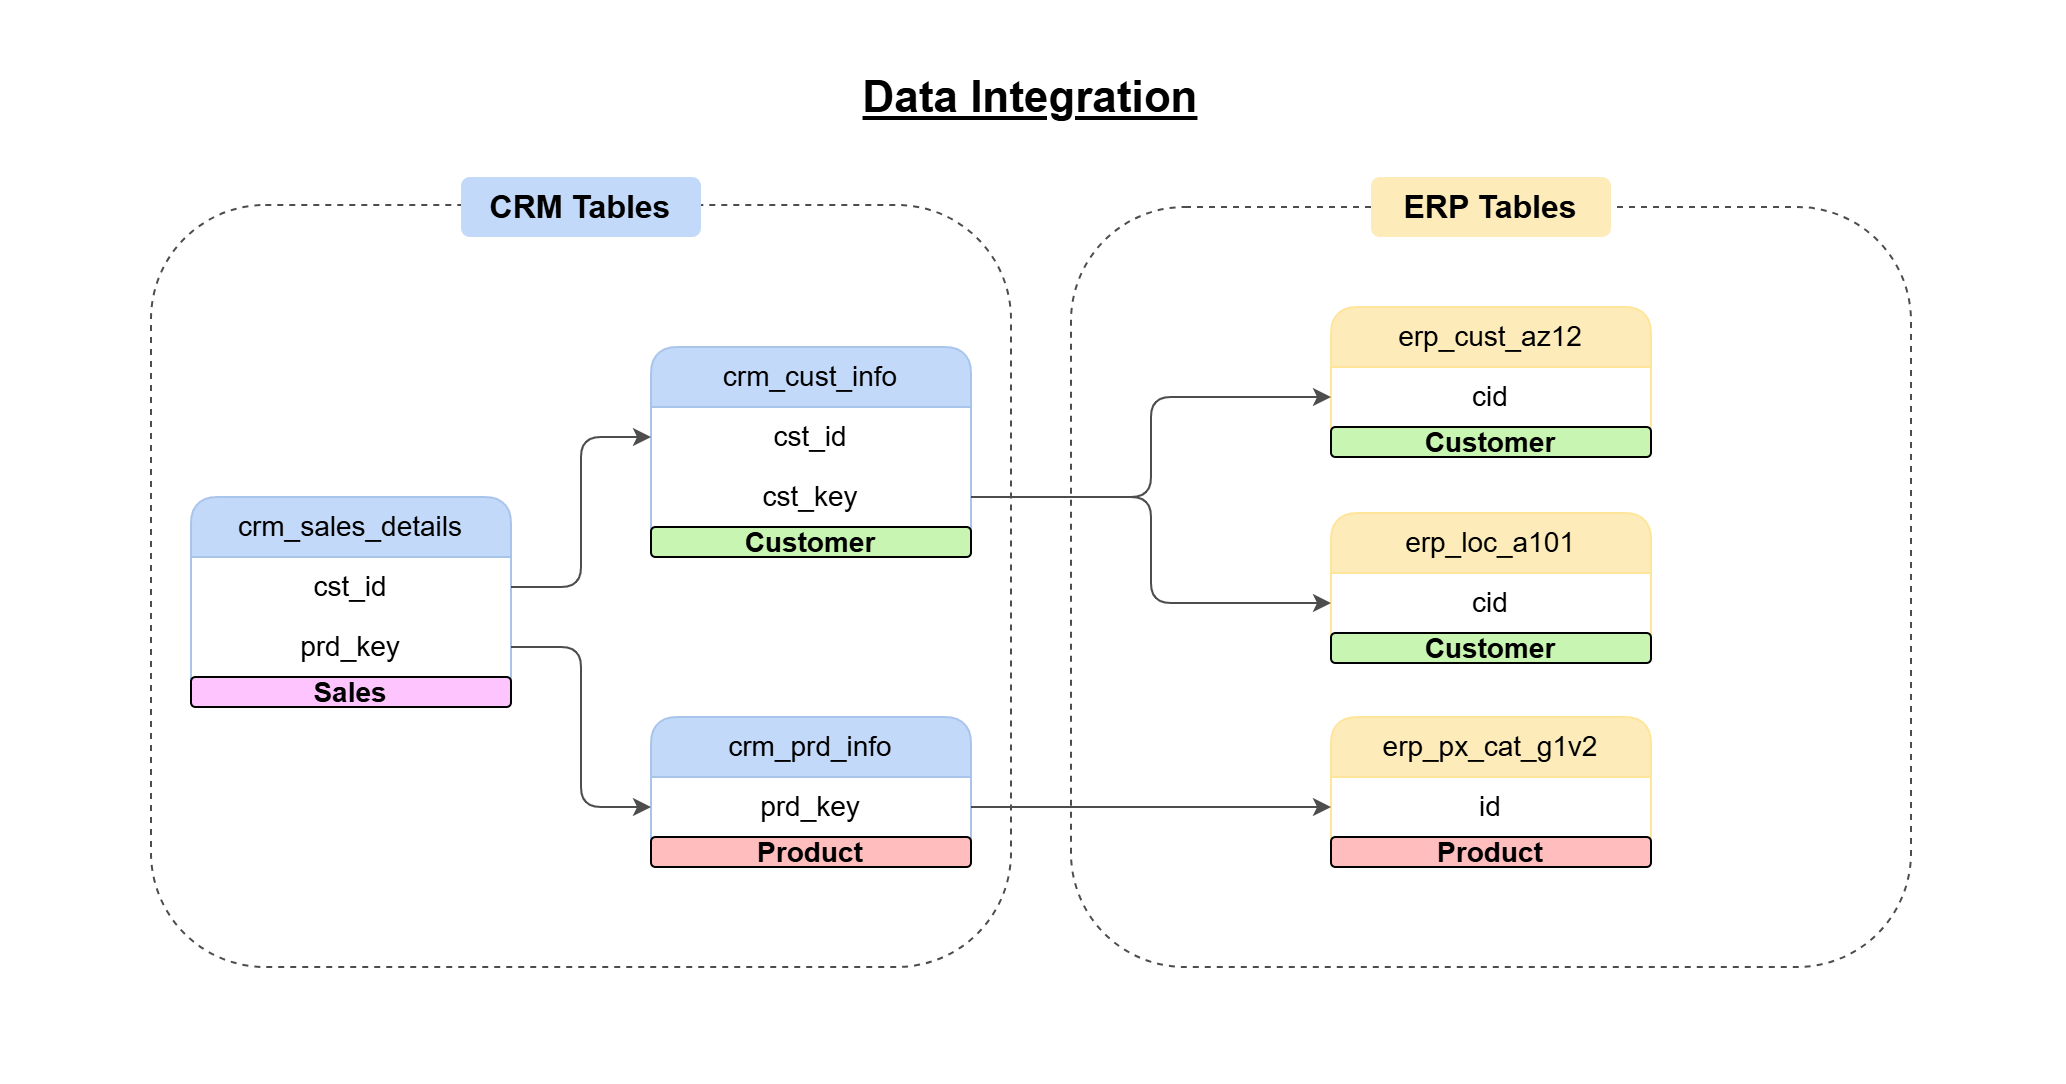 Data Integration
CRM Tables
crm_sales_details
cst_id
prd_key
Sales
crm_cust_info
cst_id
cst_key
Customer
crm_prd_info
prd_key
Product
ERP Tables
erp_cust_az12
cid
Customer
erp_loc_a101
cid
Customer
erp_px_cat_g1v2
id
Product